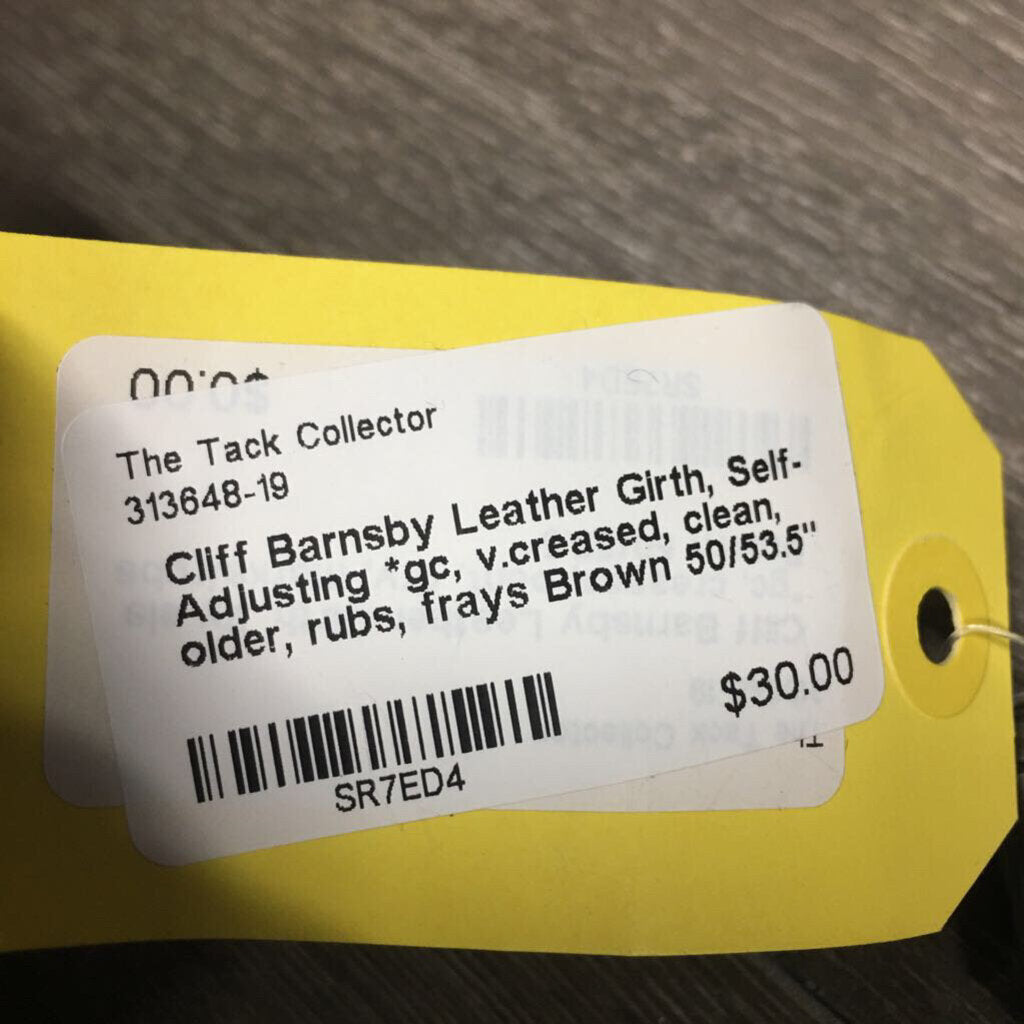 The Tack Collector
313648-19
Cliff Barnsby Leather Girth, Self-
Adjusting *gc, v.creased, clean,
older, rubs, frays Brown 50/53.5"
$30.00
SR7ED4